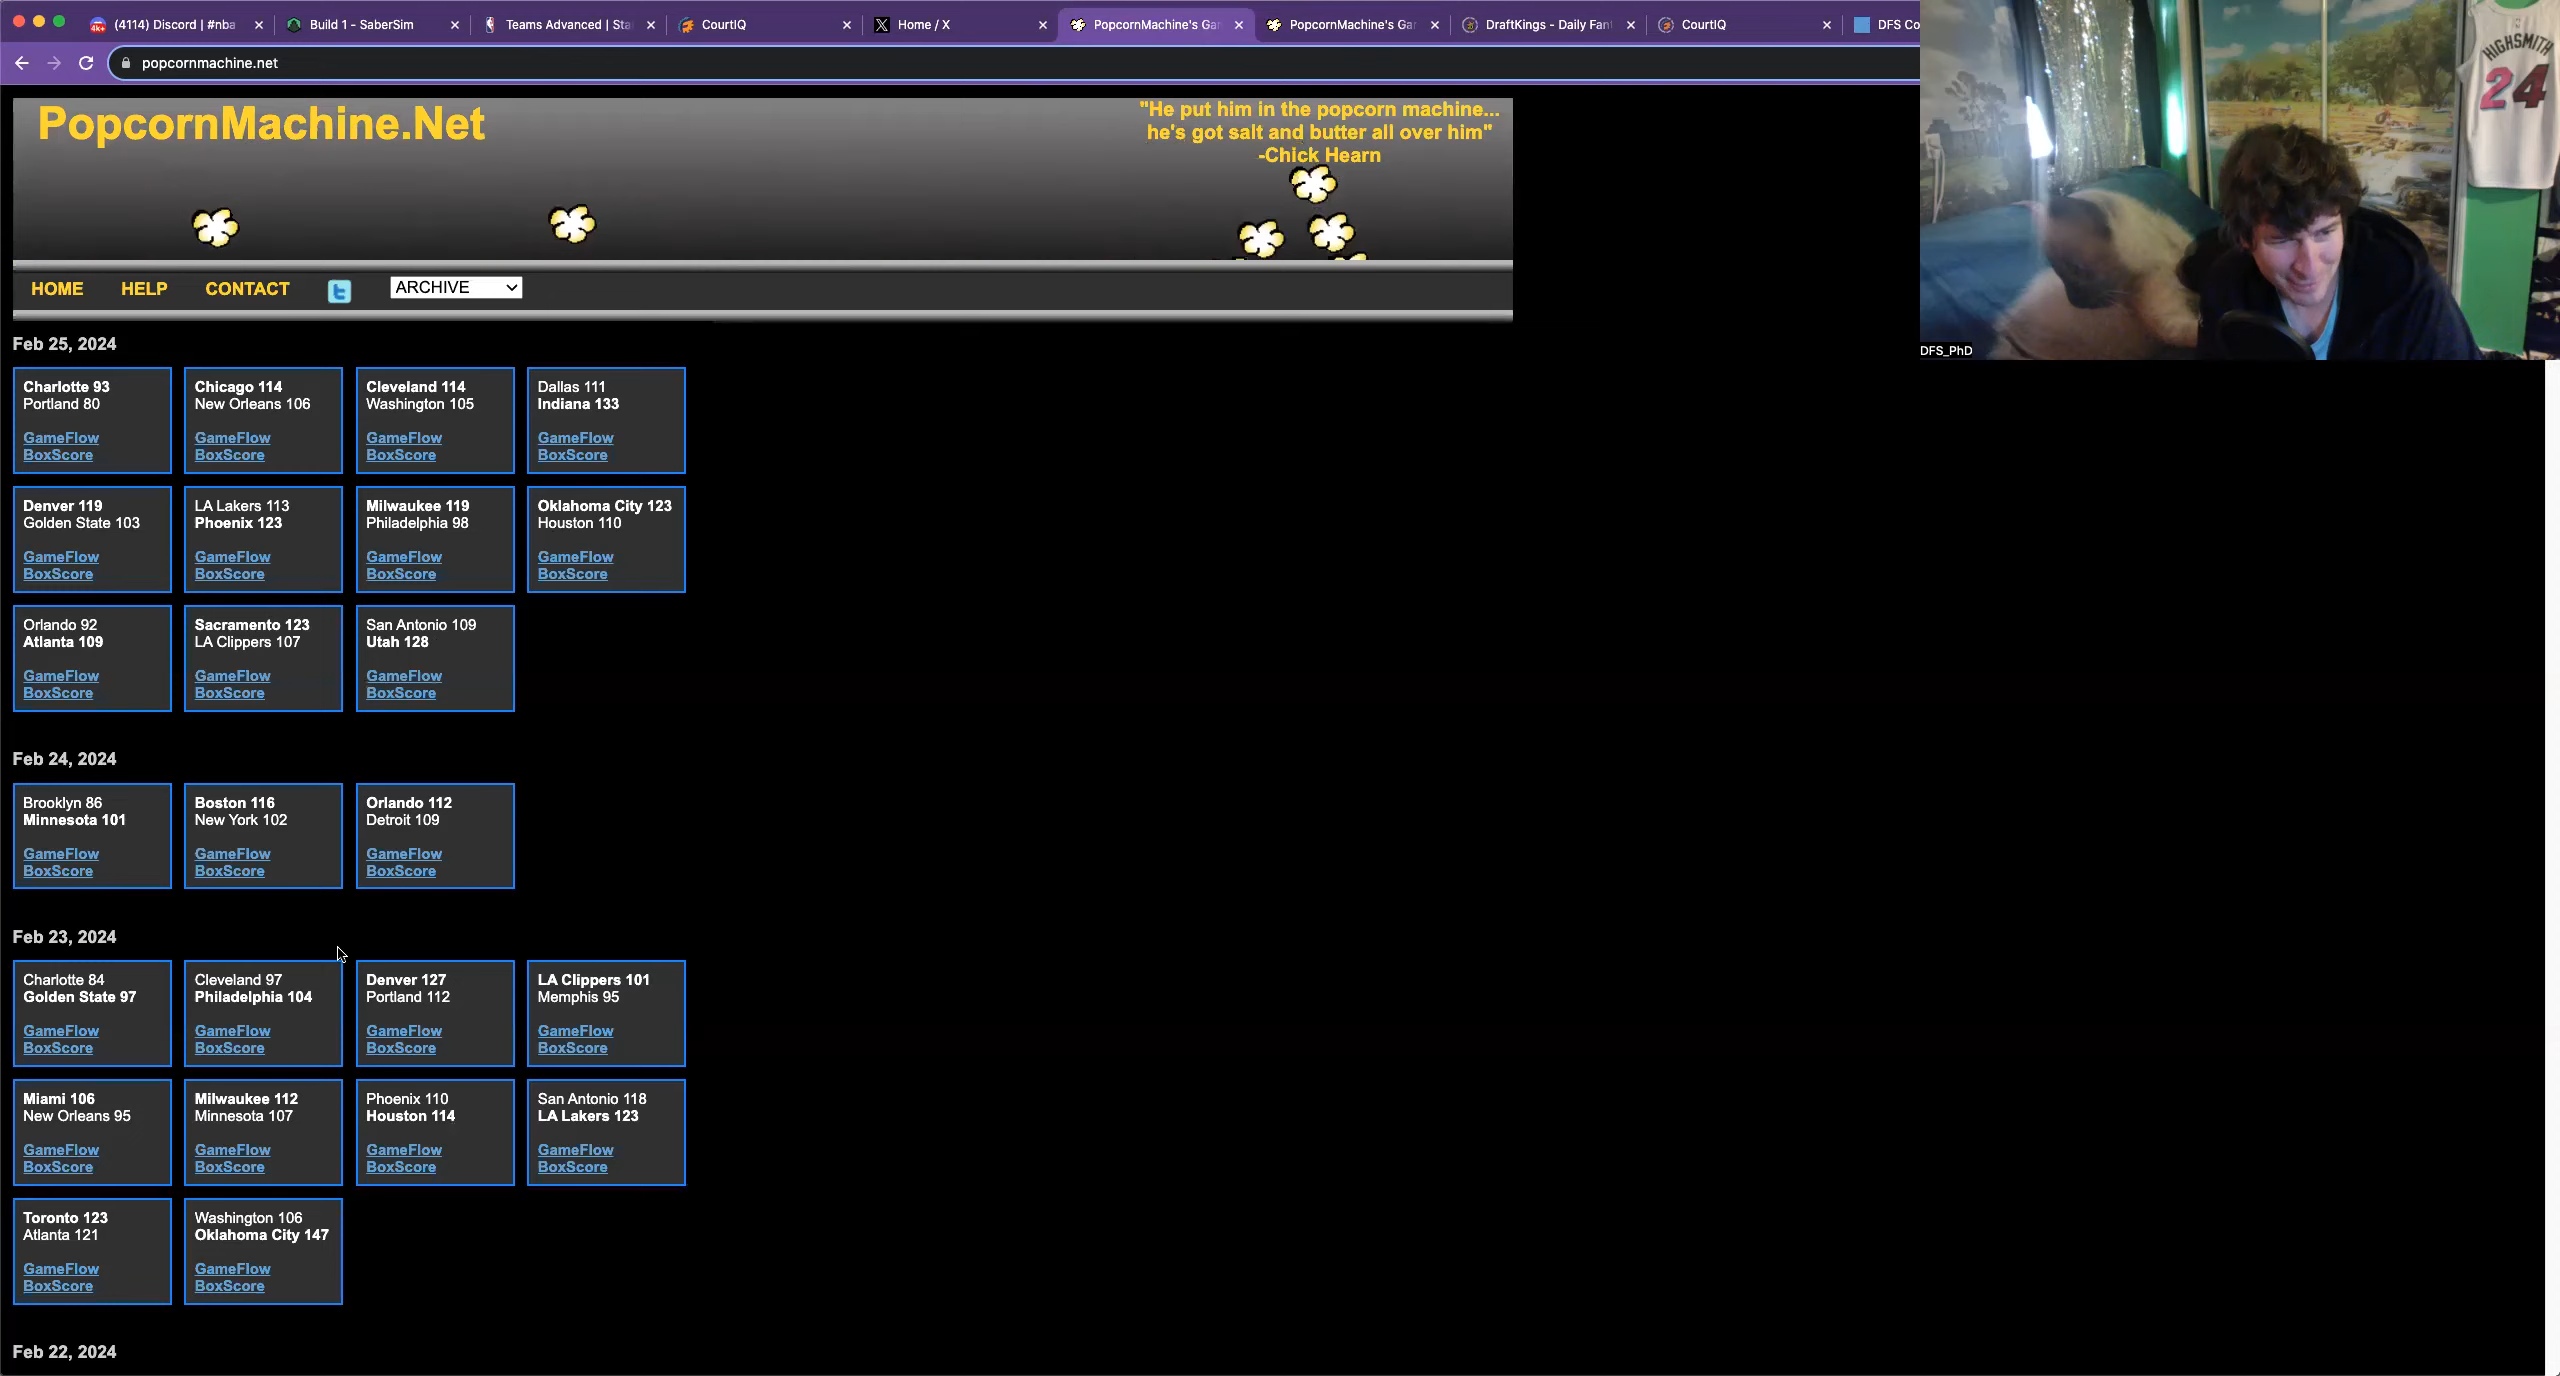 (4114) Discord | #nba
Build 1 - SaberSim
Teams Advanced | Sta
CourtIQ
Home / X
PopcornMachine's Ga
PopcornMachine's Ga
DraftKings - Daily Fan
CourtIQ
DFS Co
popcornmachine.net
PopcornMachine.Net
"He put him in the popcorn machine...
he's got salt and butter all over him"
-Chick Hearn
HIGHSMITH
24
DFS_PhD
HOME
HELP
CONTACT
ARCHIVE
Feb 25, 2024
Charlotte 93
Portland 80
GameFlow
BoxScore
Chicago 114
New Orleans 106
GameFlow
BoxScore
Cleveland 114
Washington 105
GameFlow
BoxScore
Dallas 111
Indiana 133
GameFlow
BoxScore
Denver 119
Golden State 103
GameFlow
BoxScore
LA Lakers 113
Phoenix 123
GameFlow
BoxScore
Milwaukee 119
Philadelphia 98
GameFlow
BoxScore
Oklahoma City 123
Houston 110
GameFlow
BoxScore
Orlando 92
Atlanta 109
GameFlow
BoxScore
Sacramento 123
LA Clippers 107
GameFlow
BoxScore
San Antonio 109
Utah 128
GameFlow
BoxScore
Feb 24, 2024
Brooklyn 86
Minnesota 101
GameFlow
BoxScore
Boston 116
New York 102
GameFlow
BoxScore
Orlando 112
Detroit 109
GameFlow
BoxScore
Feb 23, 2024
Charlotte 84
Golden State 97
GameFlow
BoxScore
Cleveland 97
Philadelphia 104
GameFlow
BoxScore
Denver 127
Portland 112
GameFlow
BoxScore
LA Clippers 101
Memphis 95
GameFlow
BoxScore
Miami 106
New Orleans 95
GameFlow
BoxScore
Milwaukee 112
Minnesota 107
GameFlow
BoxScore
Phoenix 110
Houston 114
GameFlow
BoxScore
San Antonio 118
LA Lakers 123
GameFlow
BoxScore
Toronto 123
Atlanta 121
GameFlow
BoxScore
Washington 106
Oklahoma City 147
GameFlow
BoxScore
Feb 22, 2024